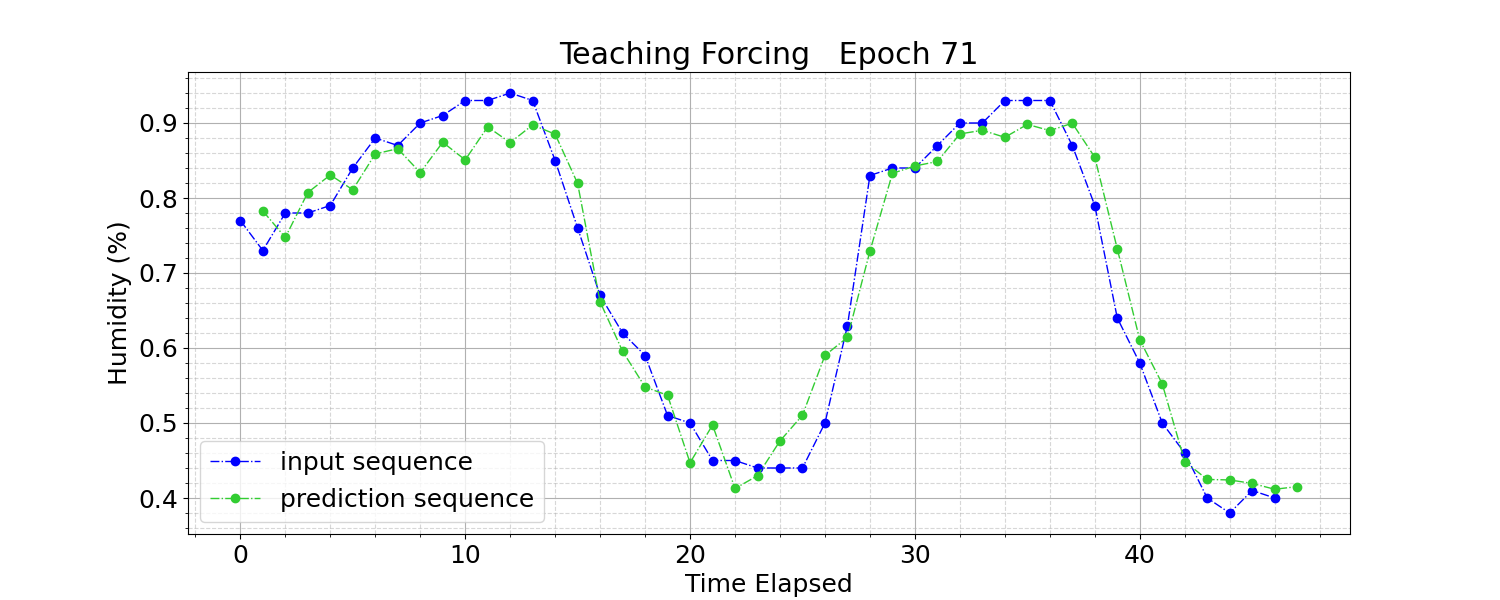 Teaching Forcing   Epoch 71
Humidity (%)
0.9
0.8
0.7
0.6
0.5
0.4
input sequence
prediction sequence
0 10 20 30 40
Time Elapsed